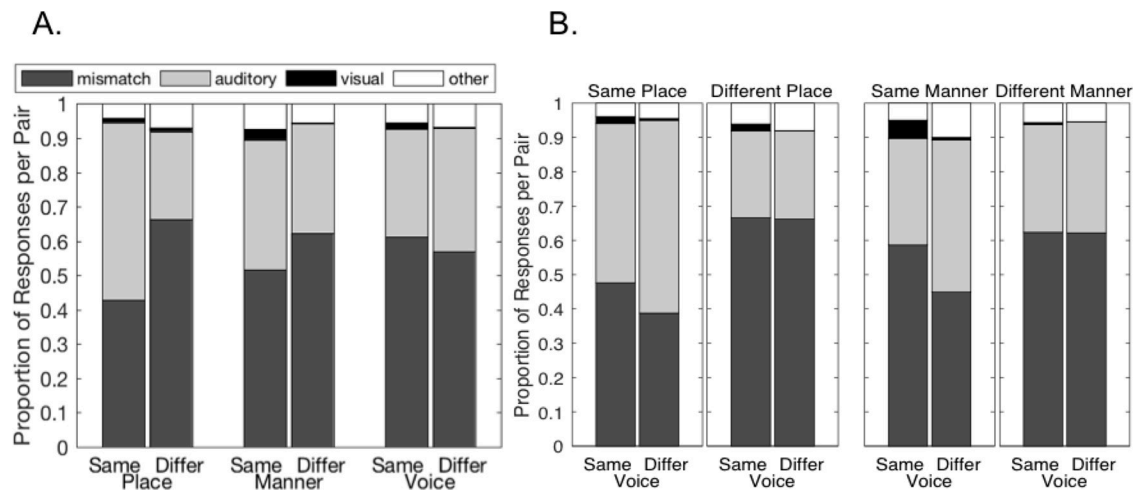 A.
mismatch auditory visual other
Proportion of Responses per Pair
1
0.9
0.8
0.7
0.6
0.5
0.4
0.3
0.2
0.1
0
Same Differ Same Differ Same Differ
Place Manner Voice
B.
Same Place Different Place Same Manner Different Manner
Proportion of Responses per Pair
1
0.9
0.8
0.7
0.6
0.5
0.4
0.3
0.2
0.1
0
Same Differ Same Differ Same Differ Same Differ
Voice Voice Voice Voice